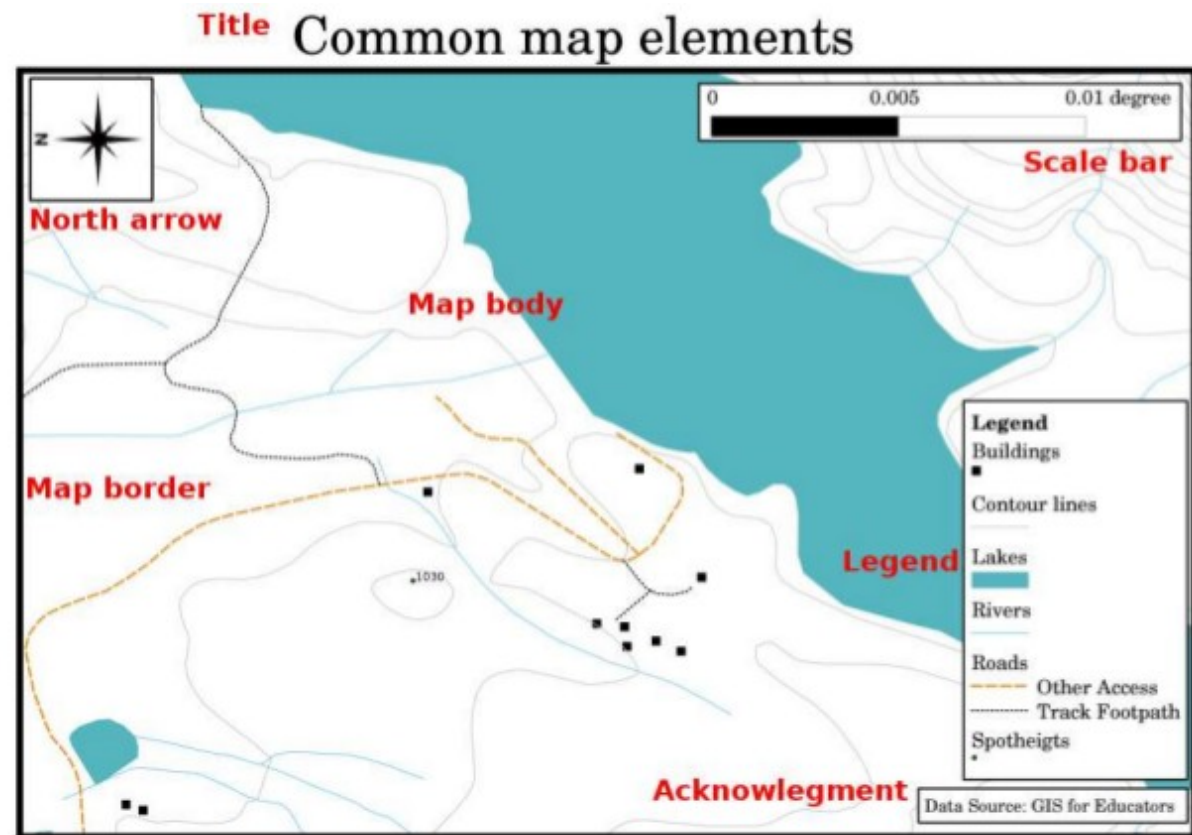 Title Common map elements
0 0.005 0.01 degree
Scale bar
N
North arrow
Map body
Map border
1030
Legend
Legend
Buildings
Contour lines
Lakes
Rivers
Roads
Other Access
Track Footpath
Spotheigts
Acknowlegment
Data Source: GIS for Educators